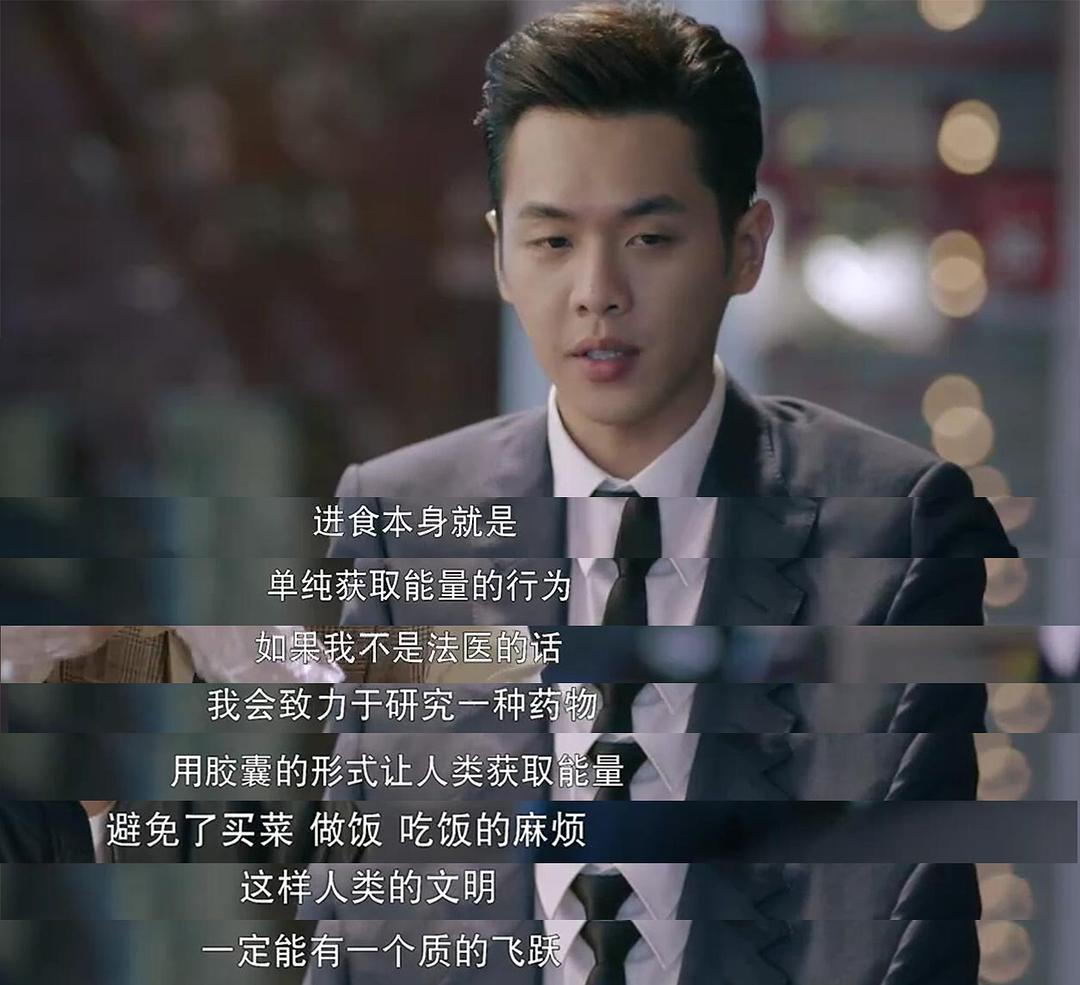 进食本身就是
单纯获取能量的行为
如果我不是法医的话
我会致力于研究一种药物
用胶囊的形式让人类获取能量
避免了买菜 做饭 吃饭的麻烦
这样人类的文明
一定能有一个质的飞跃